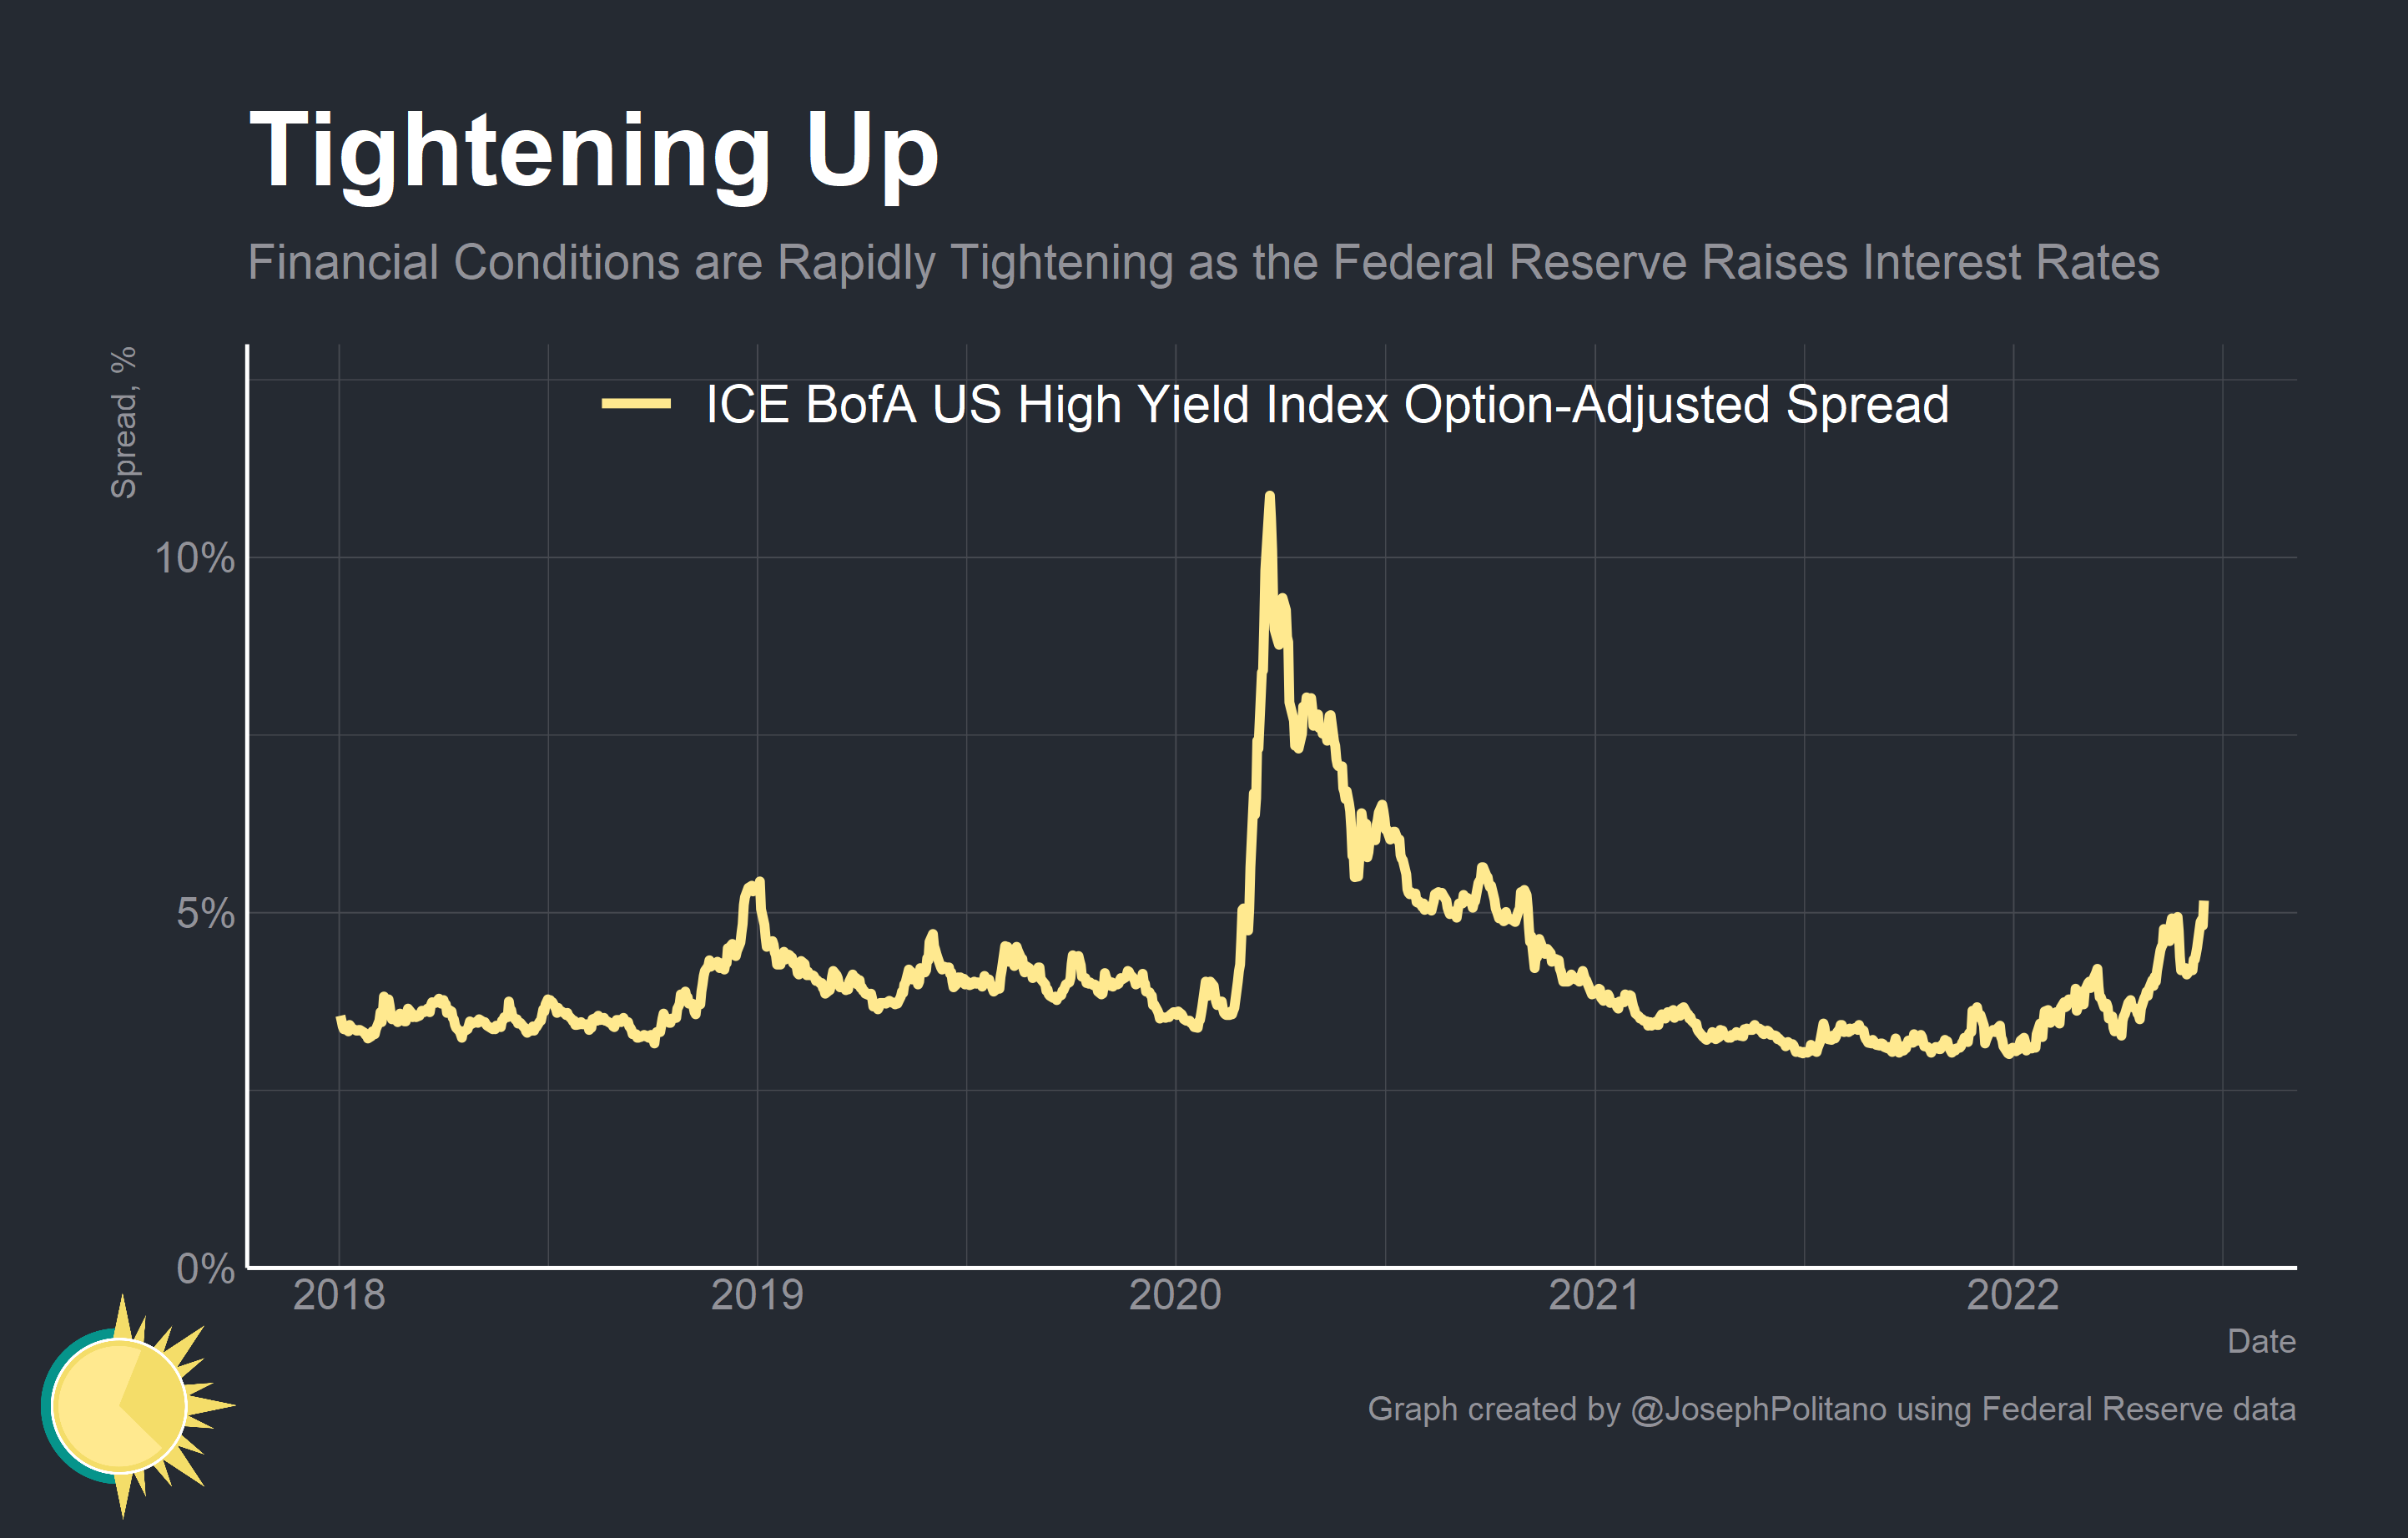 Tightening Up
Financial Conditions are Rapidly Tightening as the Federal Reserve Raises Interest Rates
Spread, %
ICE BofA US High Yield Index Option-Adjusted Spread
10%
5%
0%
2018 2019 2020 2021 2022
Date
Graph created by @JosephPolitano using Federal Reserve data